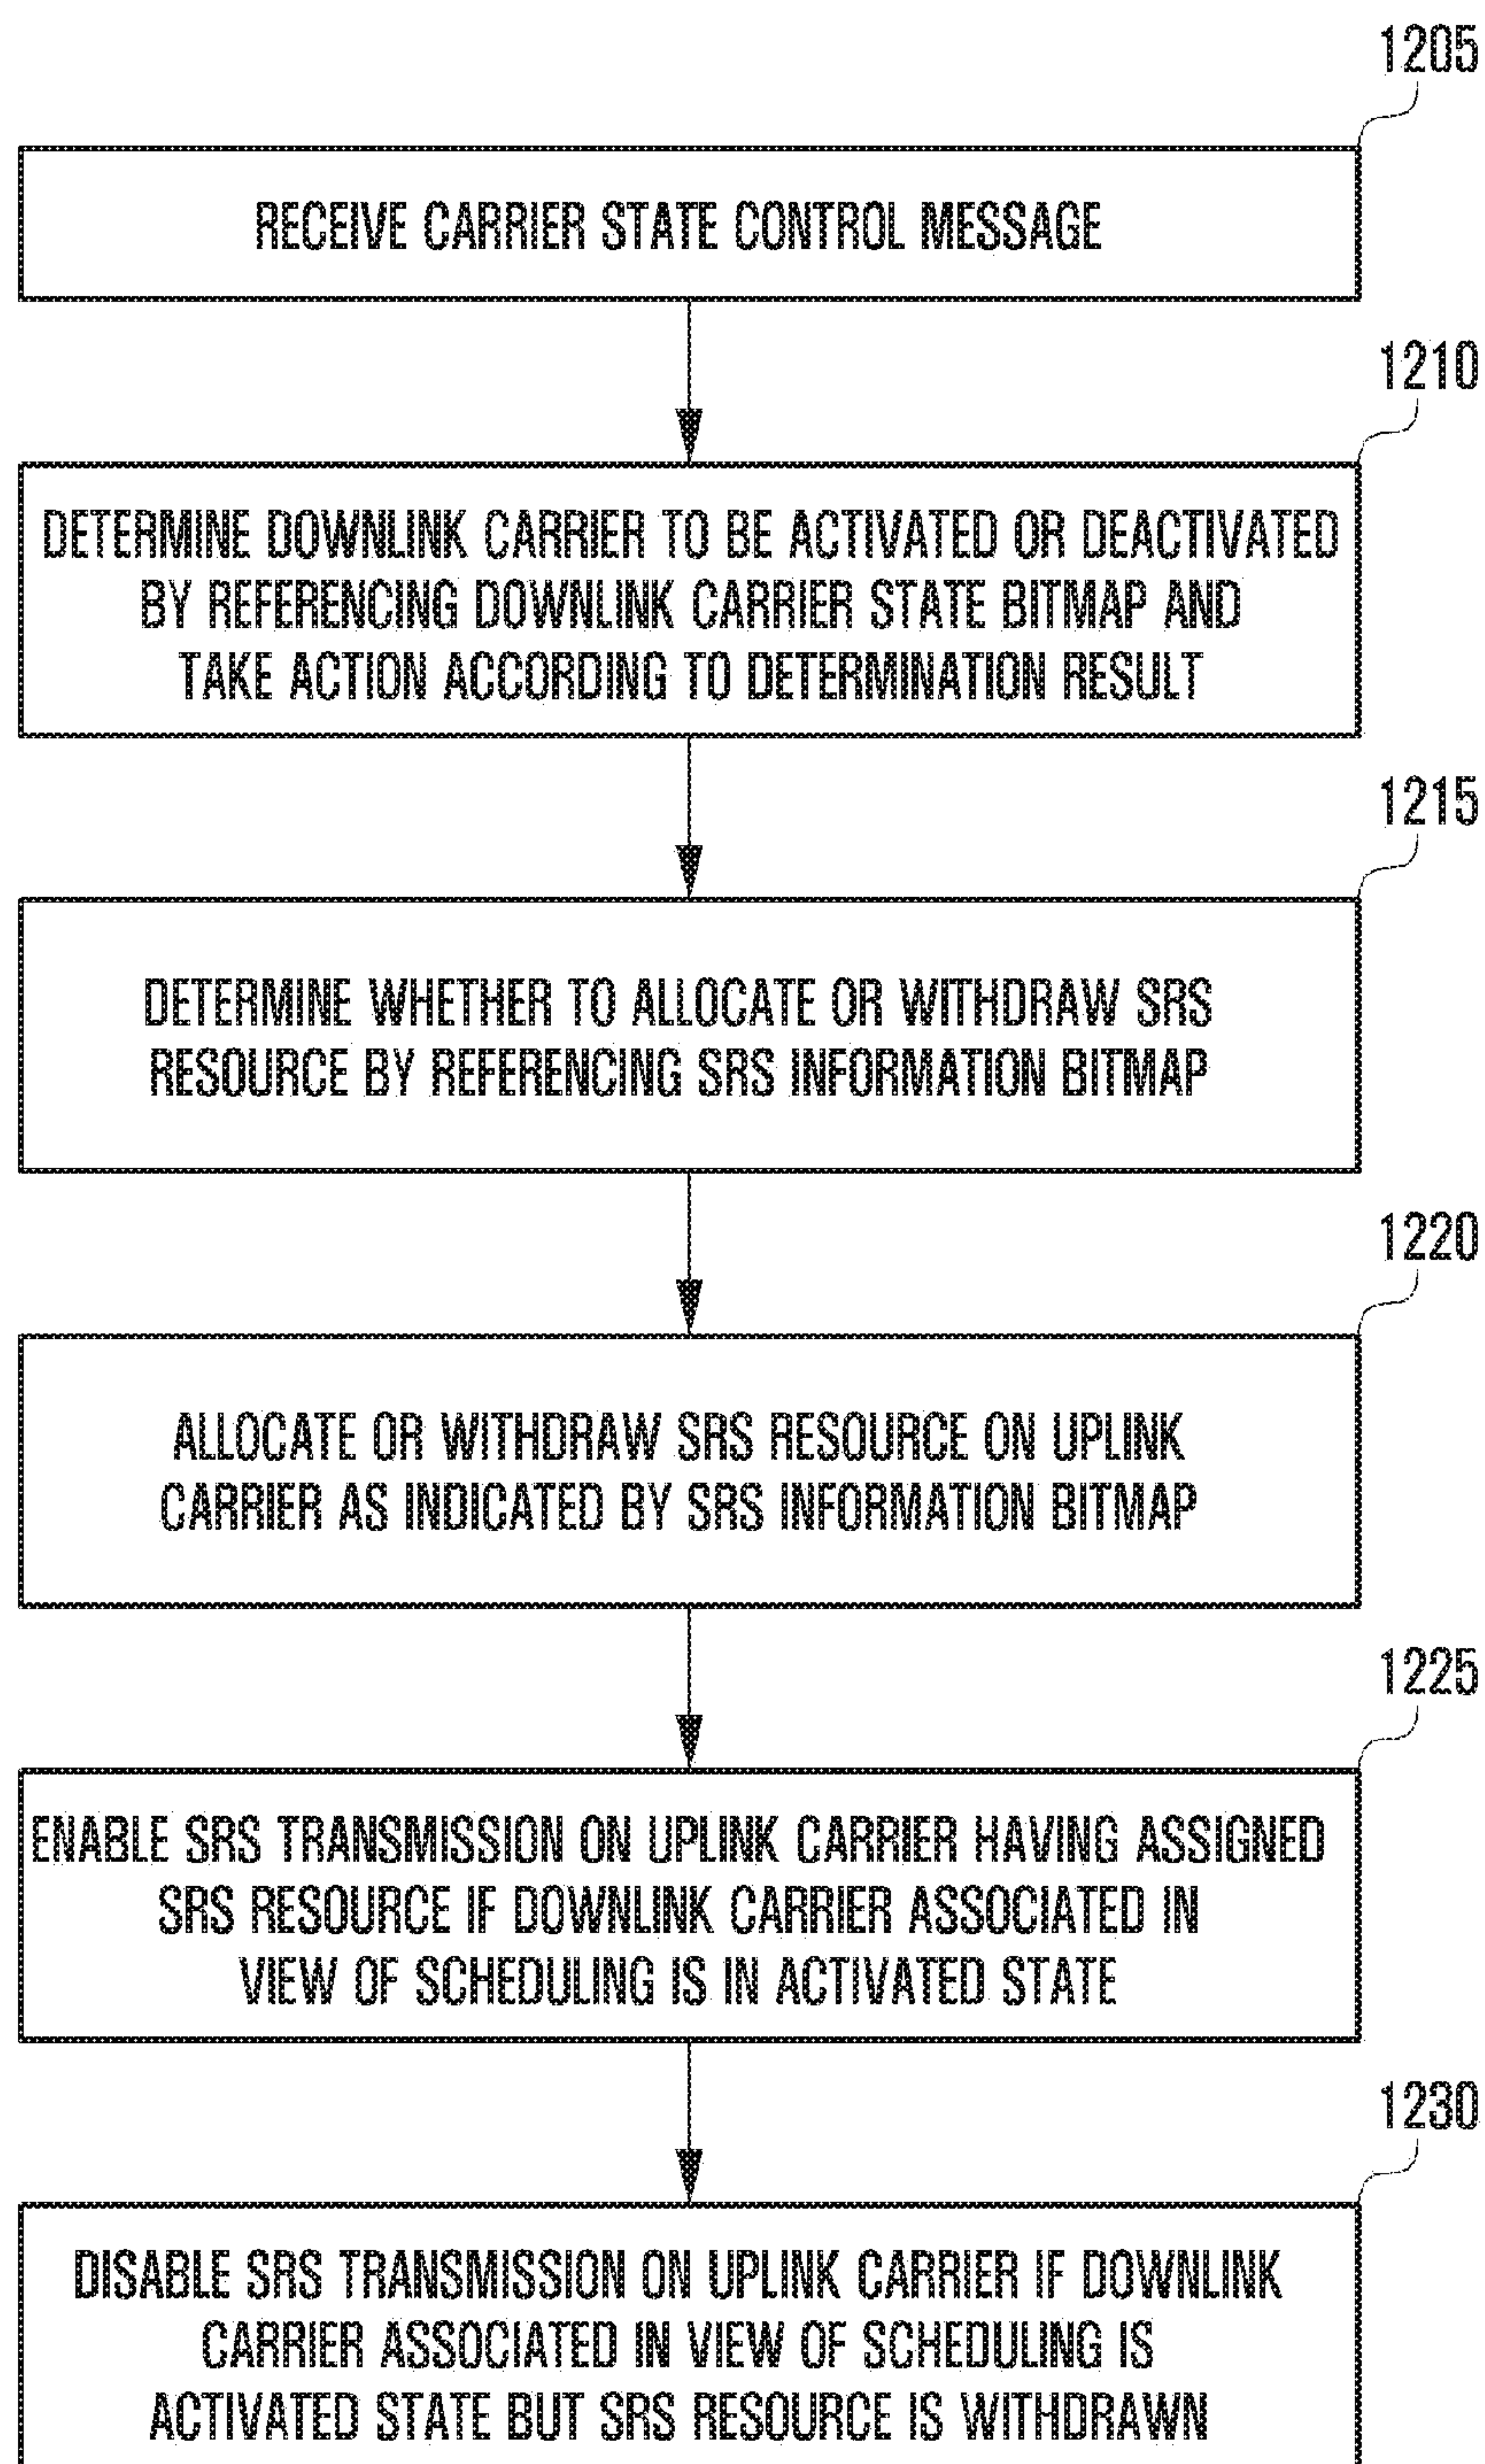 1205
RECEIVE CARRIER STATE CONTROL MESSAGE
1210
DETERMINE DOWNLINK CARRIER TO BE ACTIVATED OR DEACTIVATED
BY REFERENCING DOWNLINK CARRIER STATE BITMAP AND
TAKE ACTION ACCORDING TO DETERMINATION RESULT
1215
DETERMINE WHETHER TO ALLOCATE OR WITHDRAW SRS
RESOURCE BY REFERENCING SRS INFORMATION BITMAP
1220
ALLOCATE OR WITHDRAW SRS RESOURCE ON UPLINK
CARRIER AS INDICATED BY SRS INFORMATION BITMAP
1225
ENABLE SRS TRANSMISSION ON UPLINK CARRIER HAVING ASSIGNED
SRS RESOURCE IF DOWNLINK CARRIER ASSOCIATED IN
VIEW OF SCHEDULING IS IN ACTIVATED STATE
1230
DISABLE SRS TRANSMISSION ON UPLINK CARRIER IF DOWNLINK
CARRIER ASSOCIATED IN VIEW OF SCHEDULING IS
ACTIVATED STATE BUT SRS RESOURCE IS WITHDRAWN